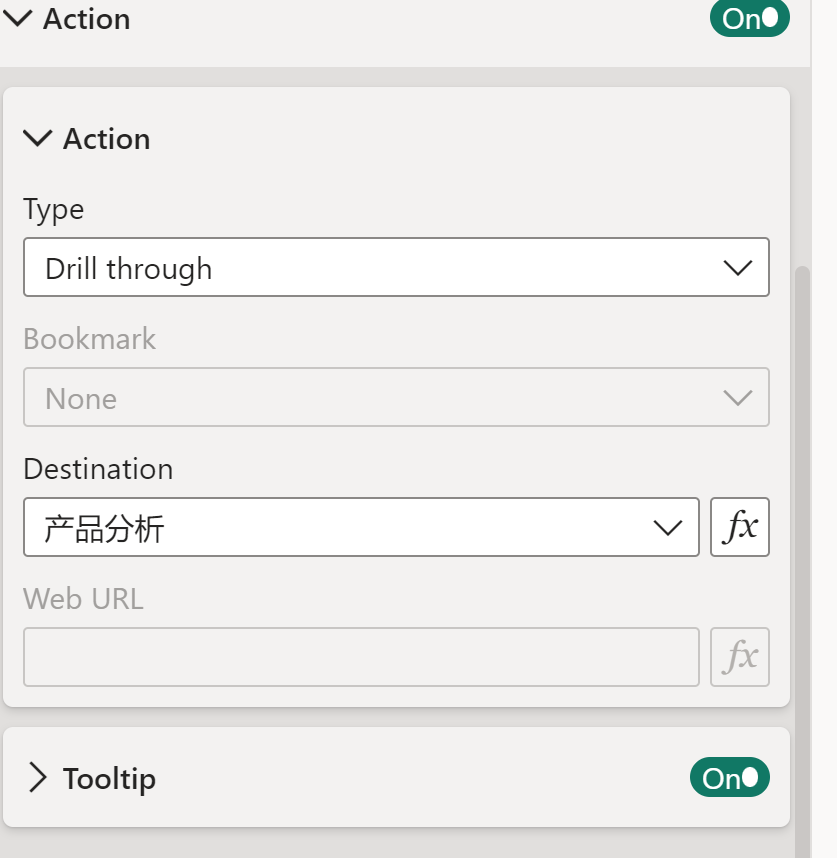 Action
On
Action
Type
Drill through
Bookmark
None
Destination
产品分析
fx
Web URL
fx
Tooltip
On